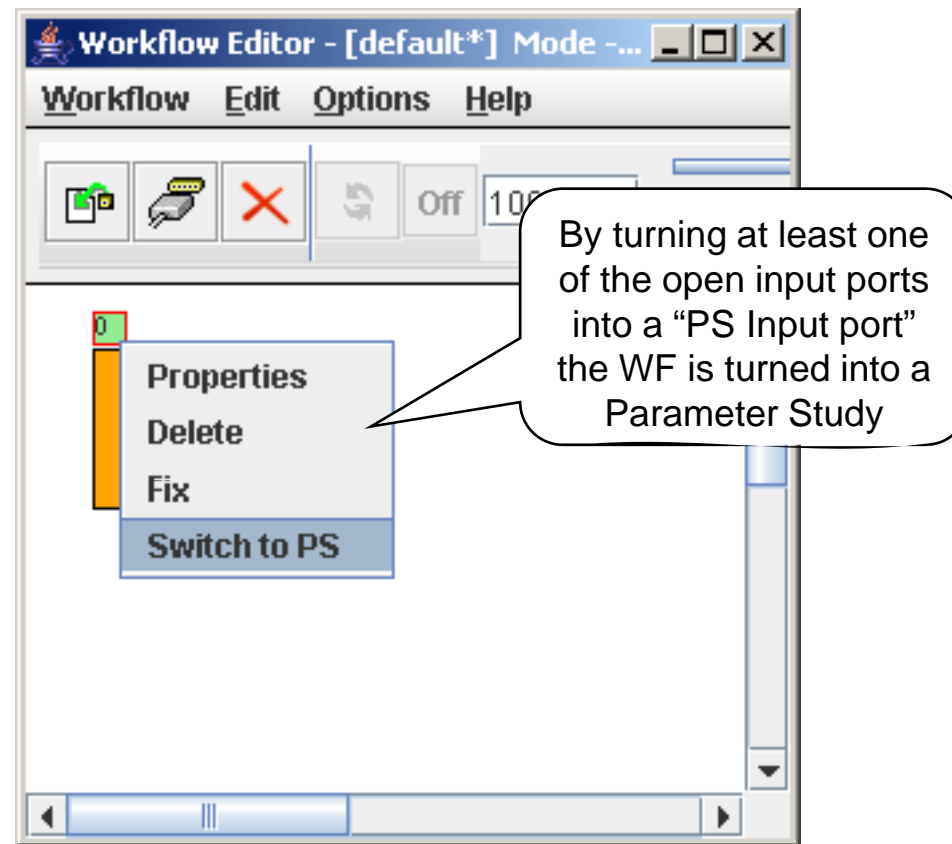 Workflow Editor - [default*] Mode -...
Workflow Edit Options Help
Off
By turning at least one
of the open input ports
into a “PS Input port”
the WF is turned into a
Parameter Study
0
Properties
Delete
Fix
Switch to PS